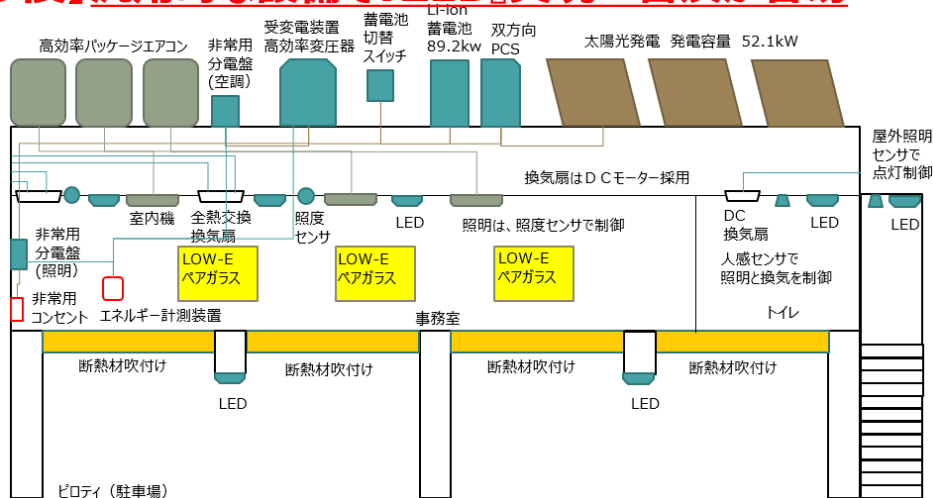 高効率パッケージエアコン
非常用
分電盤
(空調)
受変電装置
高効率変圧器
蓄電池
切替
スイッチ
Li-Ion
蓄電池
89.2kw
双方向
PCS
太陽光発電 発電容量 52.1kW
屋外照明
センサで
点灯制御
換気扇はＤＣモーター採用
室内機
全熱交換
換気扇
照度
センサ
LED
照明は、照度センサで制御
DC
換気扇
LED
LED
非常用
分電盤
(照明)
LOW-E
ペアガラス
LOW-E
ペアガラス
LOW-E
ペアガラス
人感センサで
照明と換気を制御
非常用
コンセント
エネルギー計測装置
事務室
トイレ
断熱材吹付け
断熱材吹付け
断熱材吹付け
断熱材吹付け
LED
LED
ピロティ（駐車場）